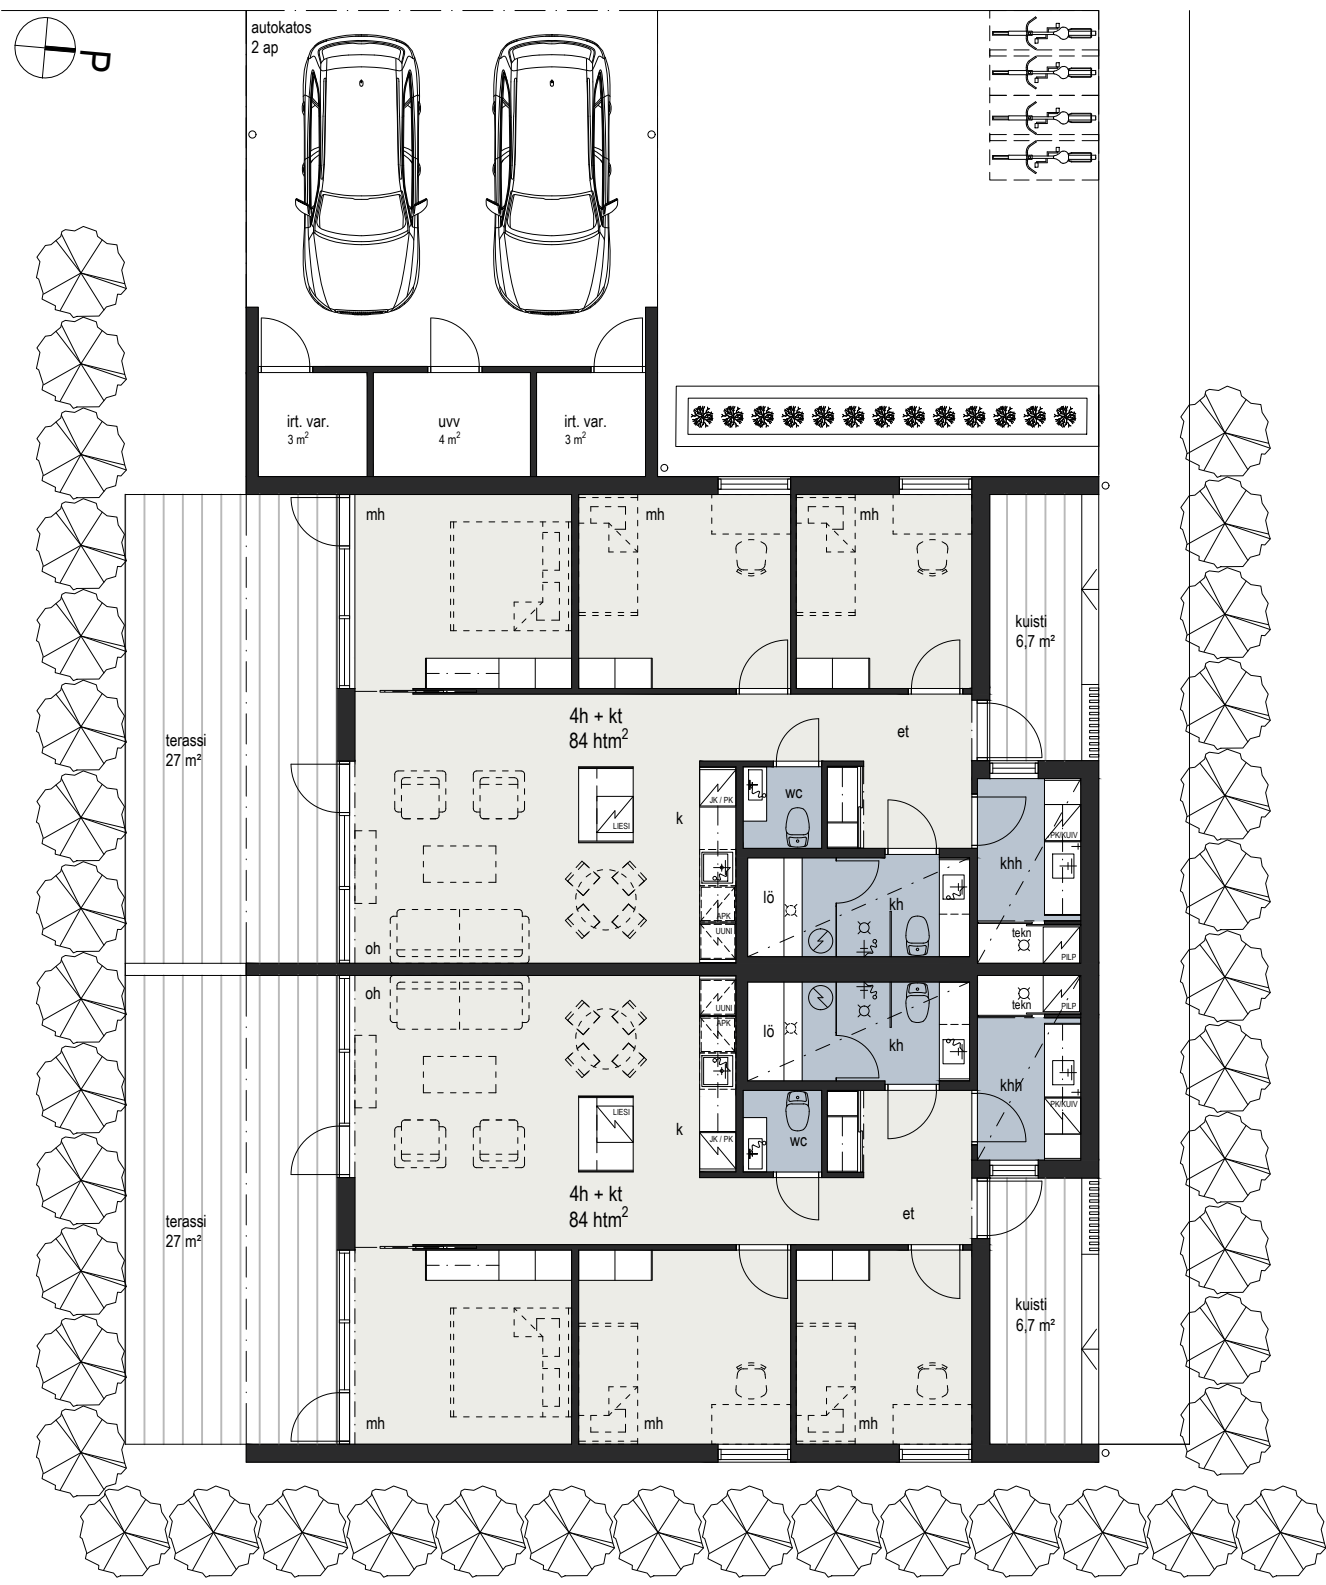 P
autokatos
2 ap
irt. var.
3 m²
uvv
4 m²
irt. var.
3 m²
mh
mh
mh
kuisti
6,7 m²
4h + kt
84 htm²
et
terassi
27 m²
wc
JK / PK
LIESI
k
PK/KUIV
khh
lö
kh
APK
UUNI
tekn
PILP
oh
oh
UUNI
APK
tekn
PILP
lö
kh
khh
PK/KUIV
LIESI
k
JK / PK
wc
4h + kt
84 htm²
et
terassi
27 m²
kuisti
6,7 m²
mh
mh
mh